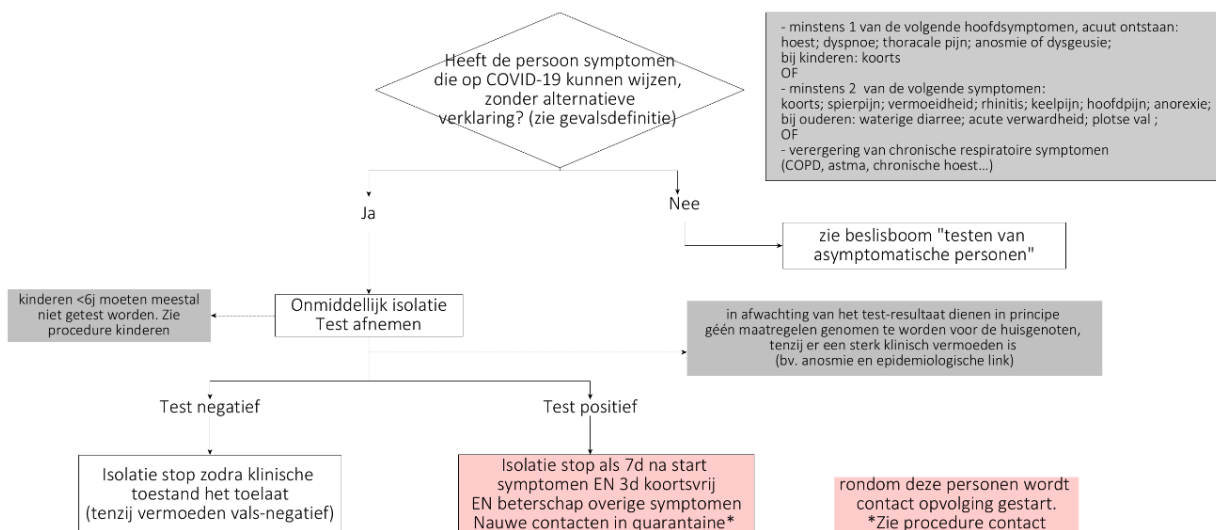 Heeft de persoon symptomen
die op COVID-19 kunnen wijzen,
zonder alternatieve
verklaring? (zie gevalsdefinitie)
- minstens 1 van de volgende hoofdsymptomen, acuut ontstaan:
hoest; dyspnoe; thoracale pijn; anosmie of dysgeusie;
bij kinderen: koorts
OF
- minstens 2 van de volgende symptomen:
koorts; spierpijn; vermoeidheid; rhinitis; keelpijn; hoofdpijn; anorexie;
bij ouderen: waterige diarree; acute verwardheid; plotse val ;
OF
- verergering van chronische respiratoire symptomen
(COPD, astma, chronische hoest...)
Ja
Nee
zie beslisboom "testen van
asymptomatische personen"
kinderen <6j moeten meestal
niet getest worden. Zie
procedure kinderen
Onmiddellijk isolatie
Test afnemen
in afwachting van het test-resultaat dienen in principe
géén maatregelen genomen te worden voor de huisgenoten,
tenzij er een sterk klinisch vermoeden is
(bv. anosmie en epidemiologische link)
Test negatief
Test positief
Isolatie stop zodra klinische
toestand het toelaat
(tenzij vermoeden vals-negatief)
Isolatie stop als 7d na start
symptomen EN 3d koortsvrij
EN beterschap overige symptomen
Nauwe contacten in quarantaine*
rondom deze personen wordt
contact opvolging gestart.
*Zie procedure contact